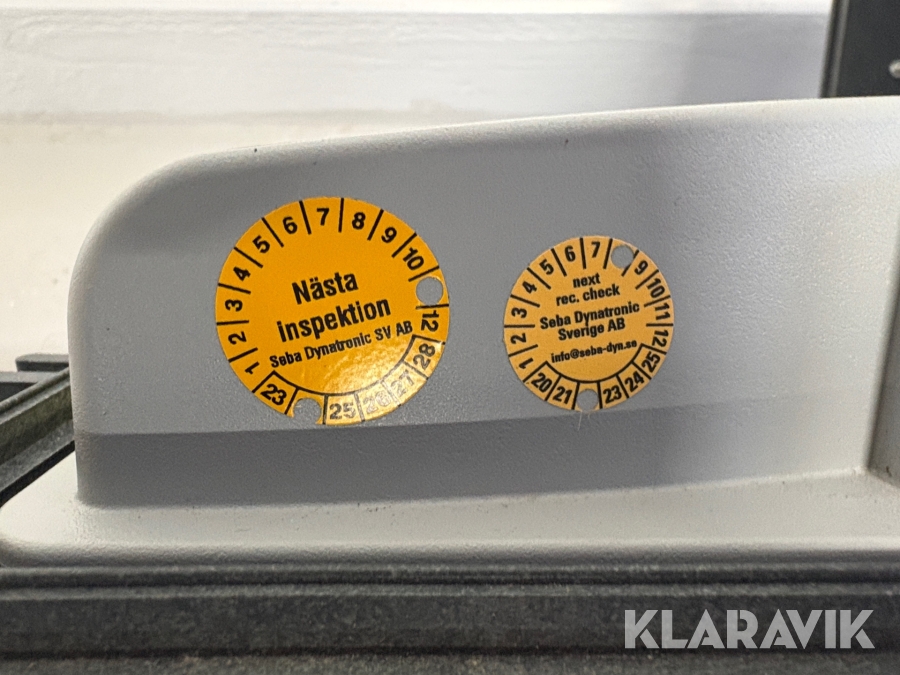 1 2 3 4 5 6 7 8 9 10 12
Nästa
inspektion
Seba Dynatronic SV AB
23 25 26 27 28
1 2 3 4 5 6 7 9 10 11 12
next
rec. check
Seba Dynatronic
Sverige AB
info@seba-dyn.se
20 21 23 24 25
KLARAVIK